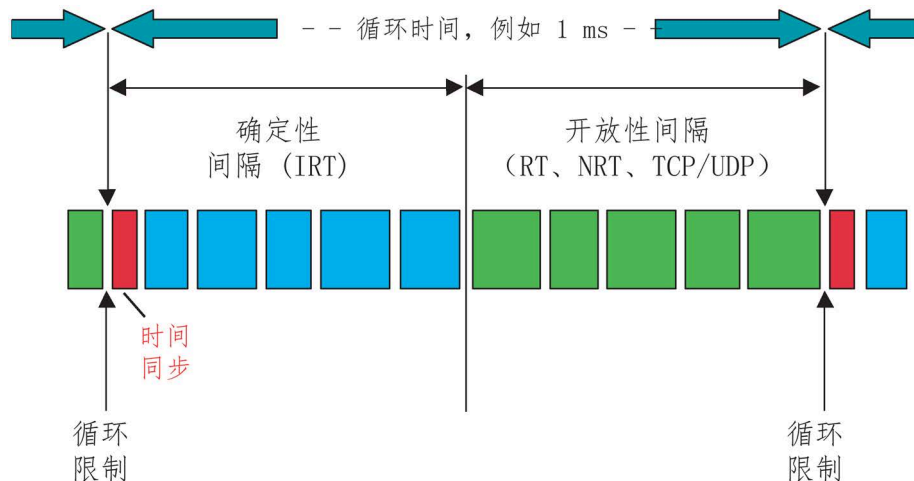 循环时间，例如 1 ms
确定性
间隔 (IRT)
开放性间隔
（RT、NRT、TCP/UDP）
时间
同步
循环
限制
循环
限制